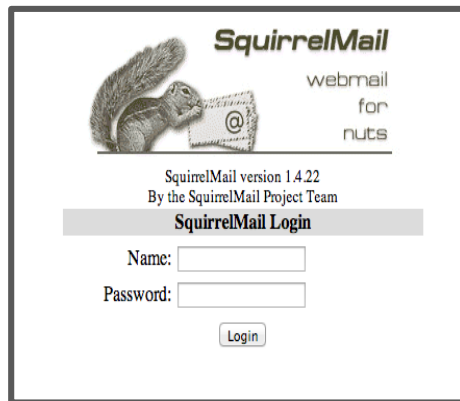 SquirrelMail
webmail
for
nuts
@
SquirrelMail version 1.4.22
By the SquirrelMail Project Team
SquirrelMail Login
Name:
Password:
Login